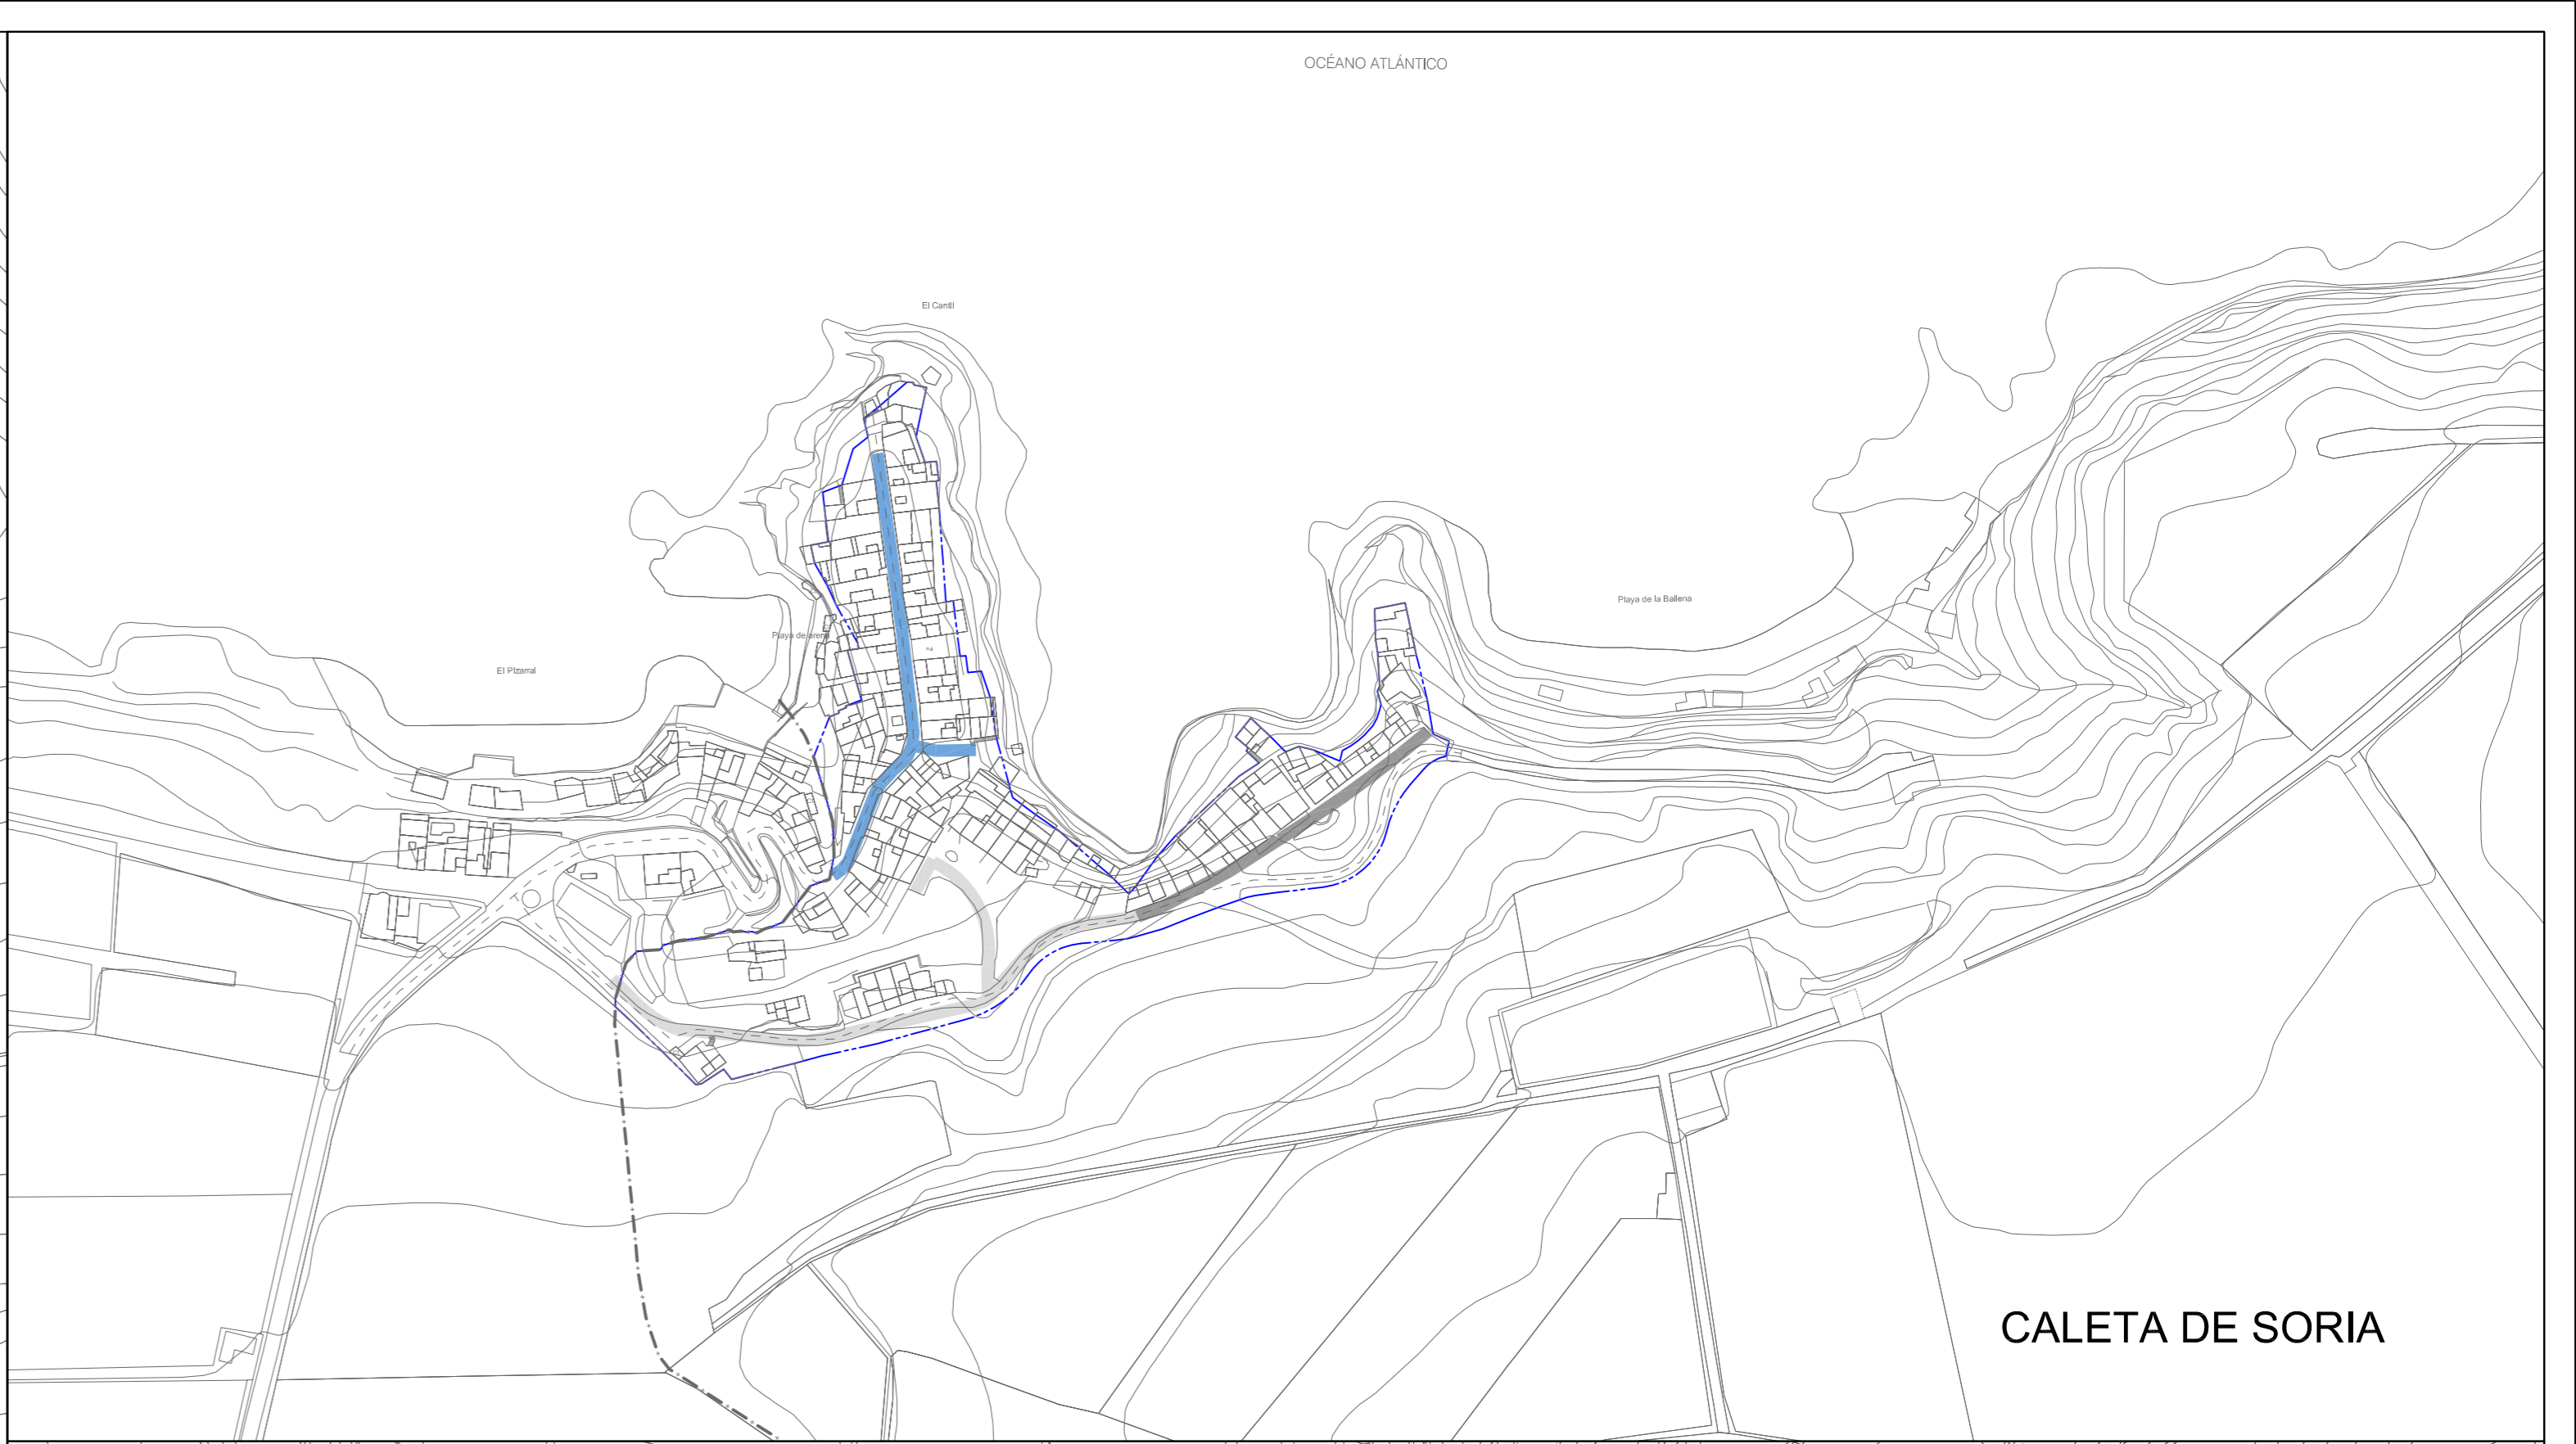 OCÉANO ATLÁNTICO
El Cantil
Playa de la Ballena
Playa de arena
El Pizarral
CALETA DE SORIA